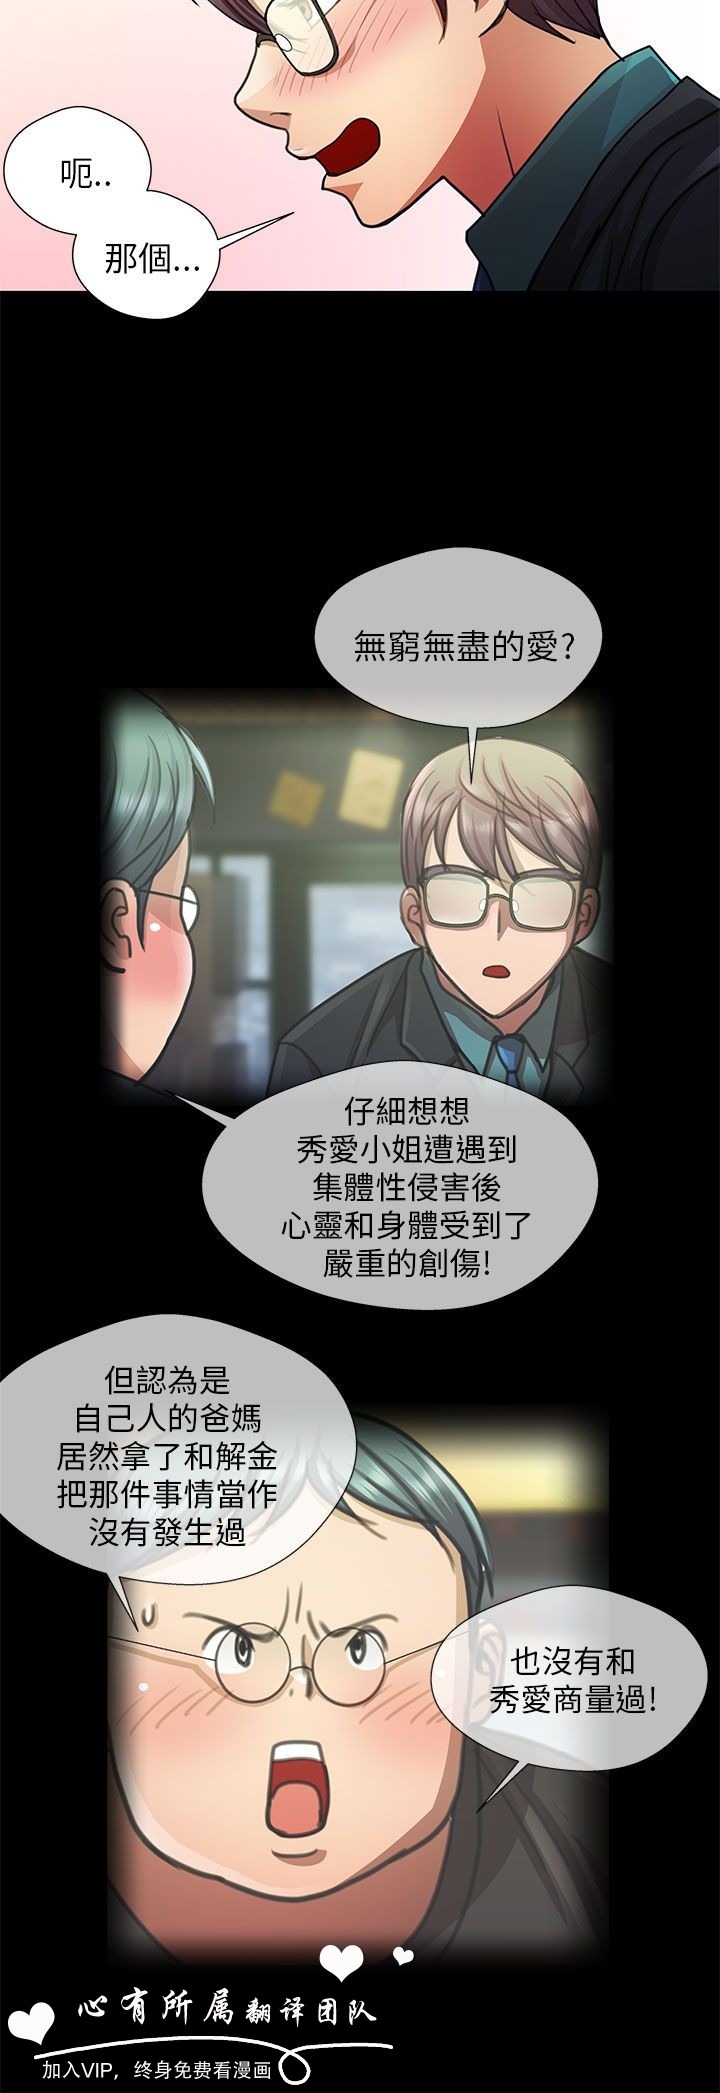 呃..
那個...
無窮無盡的愛?
仔細想想
秀愛小姐遭遇到
集體性侵害後
心靈和身體受到了
嚴重的創傷!
但認為是
自己人的爸媽
居然拿了和解金
把那件事情當作
沒有發生過
也沒有和
秀愛商量過!
心有所属翻译团队
加入VIP，终身免费看漫画